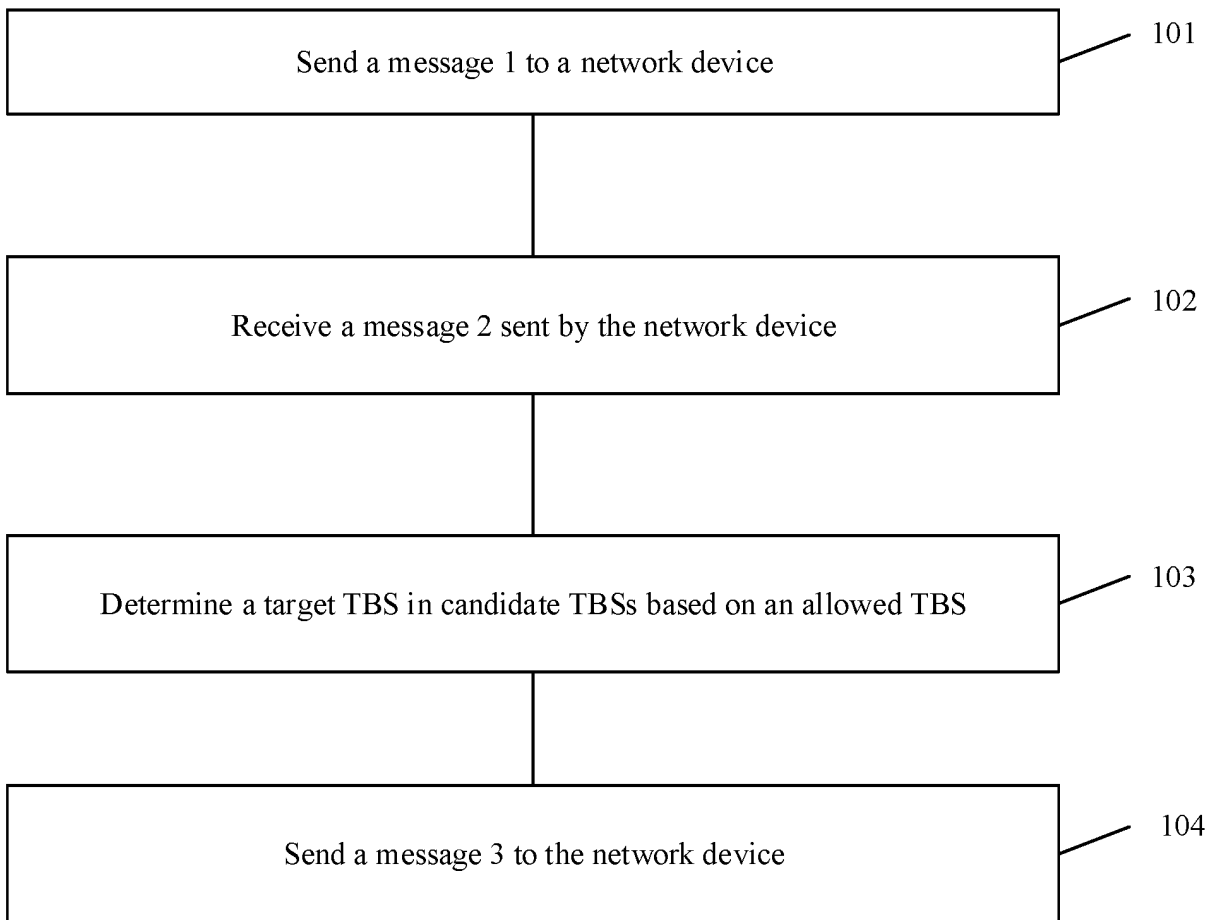 Send a message 1 to a network device
101
Receive a message 2 sent by the network device
102
Determine a target TBS in candidate TBSs based on an allowed TBS
103
Send a message 3 to the network device
104